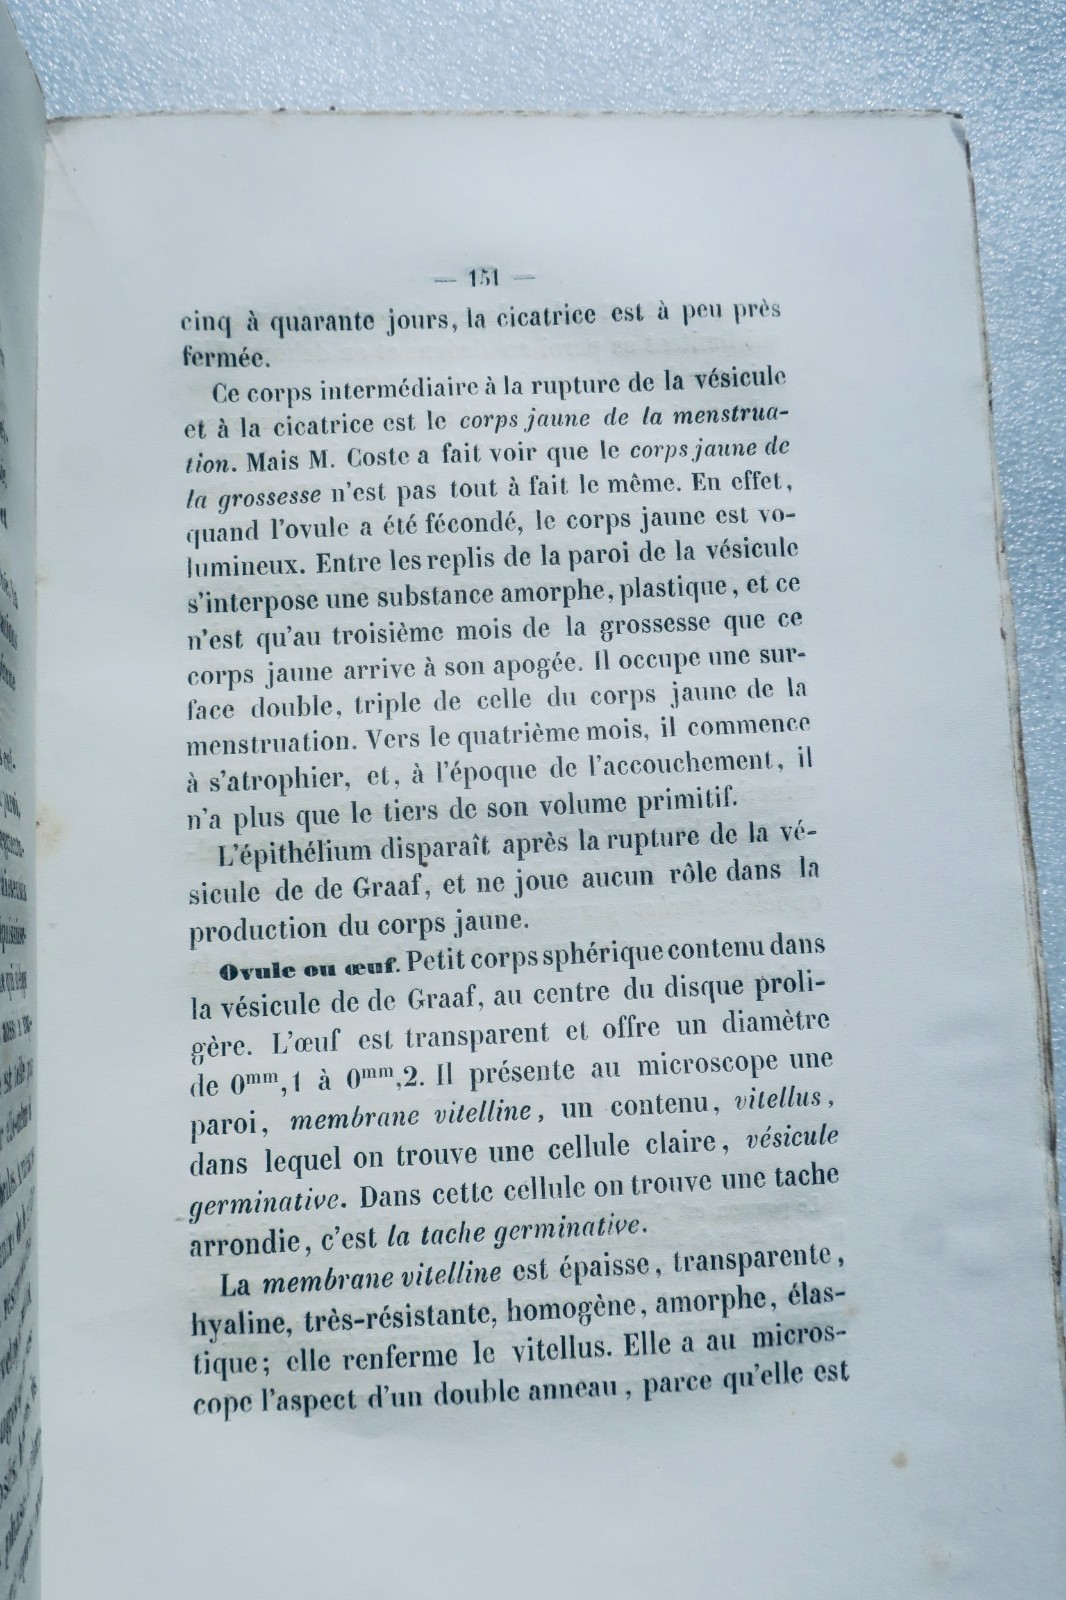 — 151 —
cinq à quarante jours, la cicatrice est à peu près
fermée.
Ce corps intermédiaire à la rupture de la vésicule
et à la cicatrice est le corps jaune de la menstrua-
tion. Mais M. Coste a fait voir que le corps jaune de
la grossesse n'est pas tout à fait le même. En effet,
quand l'ovule a été fécondé, le corps jaune est vo-
lumineux. Entre les replis de la paroi de la vésicule
s'interpose une substance amorphe, plastique, et ce
n'est qu'au troisième mois de la grossesse que ce
corps jaune arrive à son apogée. Il occupe une sur-
face double, triple de celle du corps jaune de la
menstruation. Vers le quatrième mois, il commence
à s'atrophier, et, à l'époque de l'accouchement, il
n'a plus que le tiers de son volume primitif.
L'épithélium disparaît après la rupture de la vé-
sicule de de Graaf, et ne joue aucun rôle dans la
production du corps jaune.
Ovule ou œuf. Petit corps sphérique contenu dans
la vésicule de de Graaf, au centre du disque proli-
gère. L'œuf est transparent et offre un diamètre
de 0mm,1 à 0mm,2. Il présente au microscope une
paroi, membrane vitelline, un contenu, vitellus,
dans lequel on trouve une cellule claire, vésicule
germinative. Dans cette cellule on trouve une tache
arrondie, c'est la tache germinative.
La membrane vitelline est épaisse, transparente,
hyaline, très-résistante, homogène, amorphe, élas-
tique; elle renferme le vitellus. Elle a au micros-
cope l'aspect d'un double anneau, parce qu'elle est